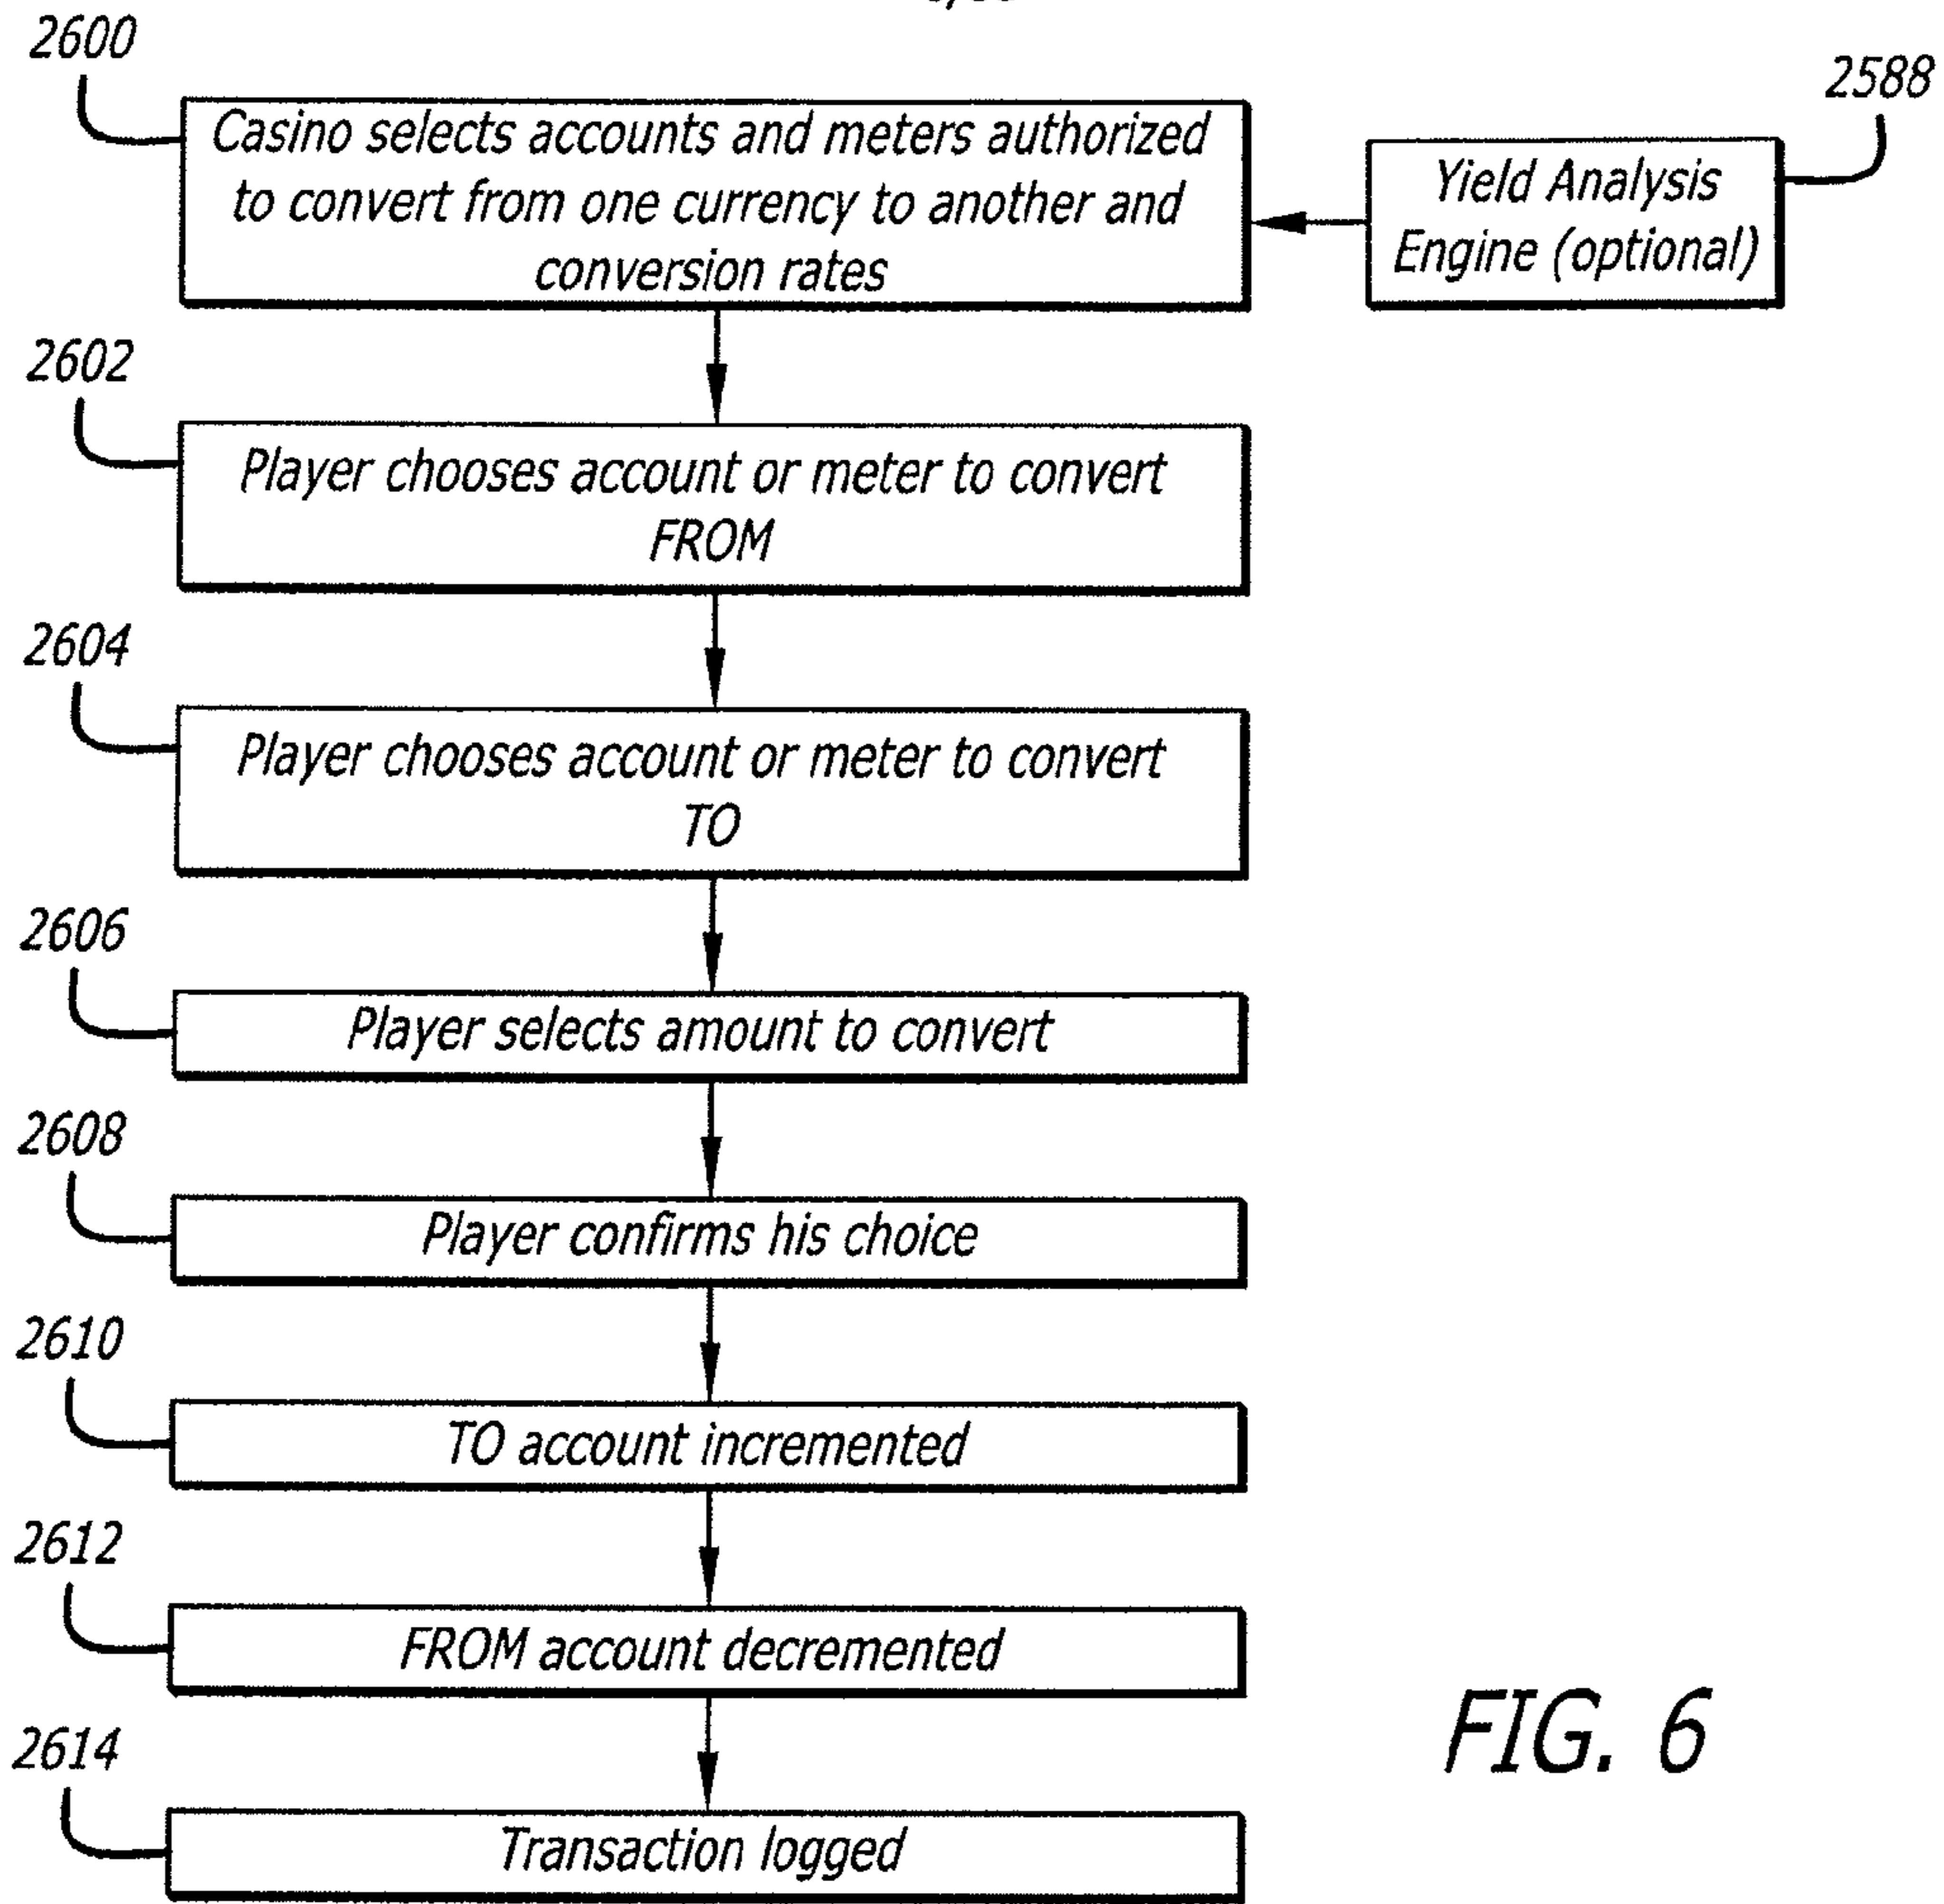 2600
Casino selects accounts and meters authorized
to convert from one currency to another and
conversion rates
2588
Yield Analysis
Engine (optional)
2602
Player chooses account or meter to convert
FROM
2604
Player chooses account or meter to convert
TO
2606
Player selects amount to convert
2608
Player confirms his choice
2610
TO account incremented
2612
FROM account decremented
2614
Transaction logged
FIG. 6